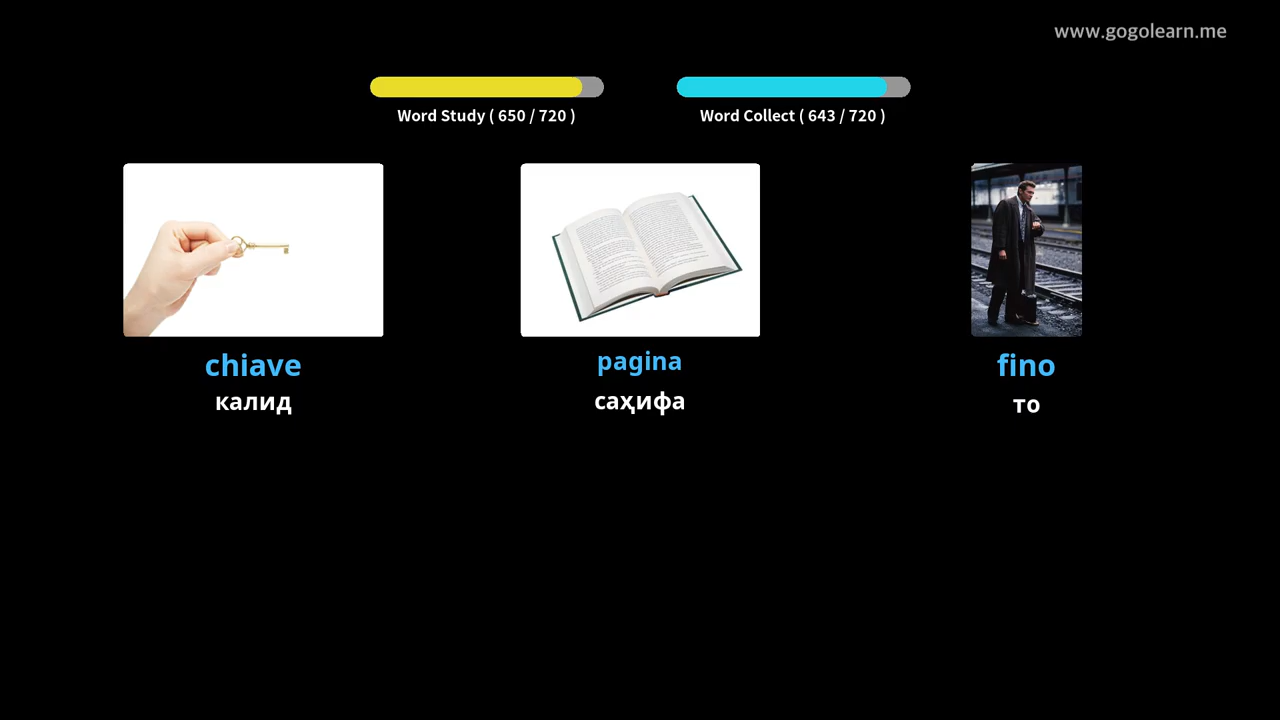 www.gogolearn.me
Word Study ( 650 / 720 )
Word Collect ( 643 / 720 )
chiave
калид
pagina
саҳифа
fino
то